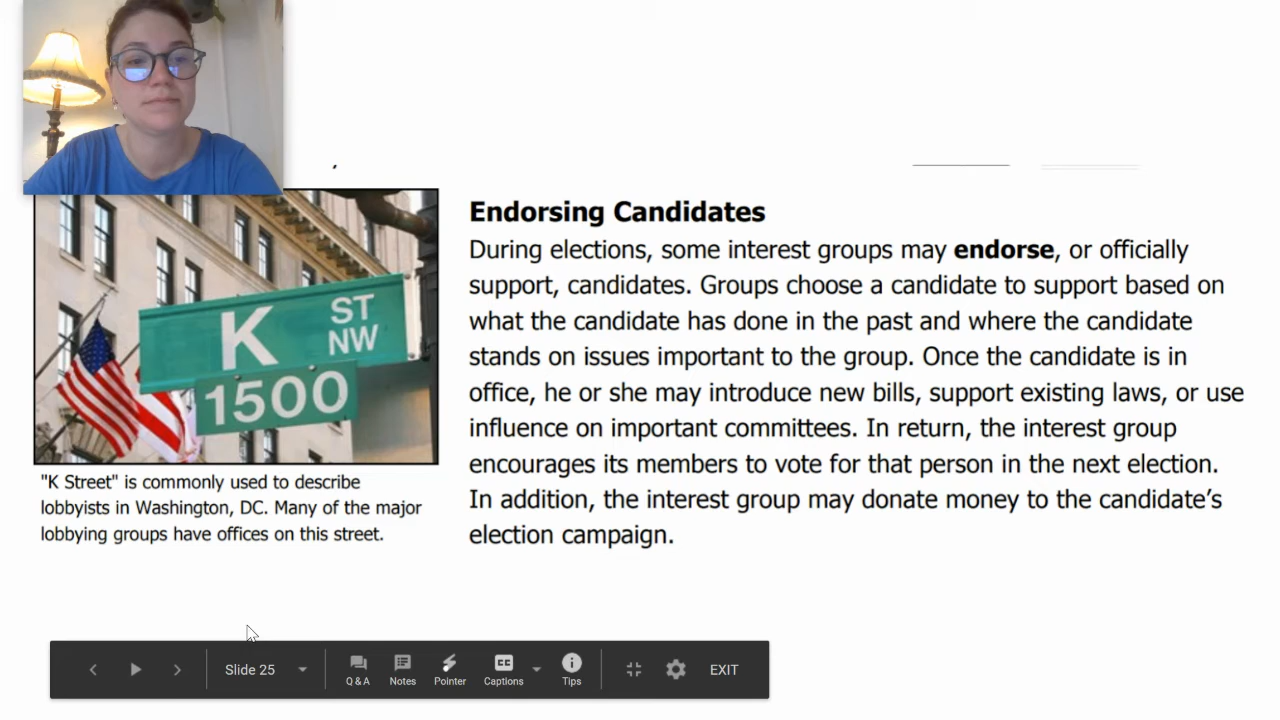 K ST
NW
1500
"K Street" is commonly used to describe
lobbyists in Washington, DC. Many of the major
lobbying groups have offices on this street.
Endorsing Candidates
During elections, some interest groups may endorse, or officially
support, candidates. Groups choose a candidate to support based on
what the candidate has done in the past and where the candidate
stands on issues important to the group. Once the candidate is in
office, he or she may introduce new bills, support existing laws, or use
influence on important committees. In return, the interest group
encourages its members to vote for that person in the next election.
In addition, the interest group may donate money to the candidate's
election campaign.
Slide 25
Q & A
Notes
Pointer
CC
Captions
Tips
EXIT